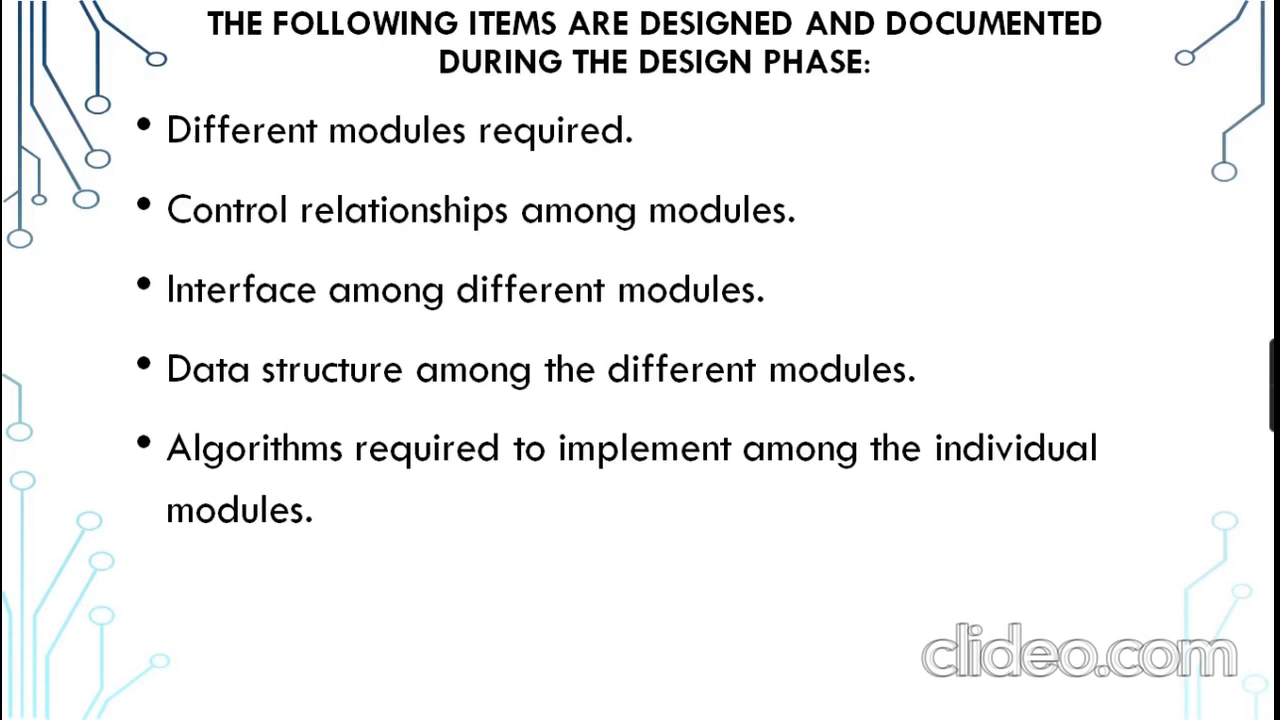 THE FOLLOWING ITEMS ARE DESIGNED AND DOCUMENTED
DURING THE DESIGN PHASE:
• Different modules required.
• Control relationships among modules.
• Interface among different modules.
• Data structure among the different modules.
• Algorithms required to implement among the individual
modules.
clideo.com